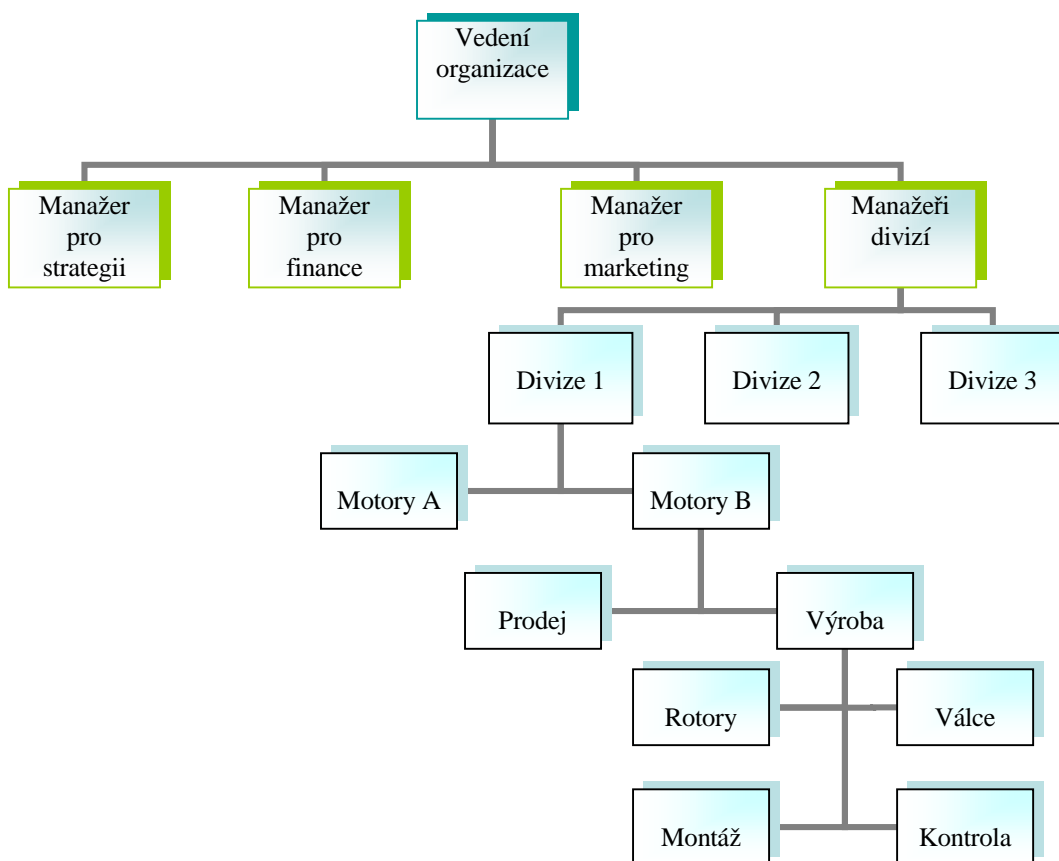 Vedení
organizace
Manažer
pro
strategii
Manažer
pro
finance
Manažer
pro
marketing
Manažeři
divizí
Divize 1
Divize 2
Divize 3
Motory A
Motory B
Prodej
Výroba
Rotory
Válce
Montáž
Kontrola